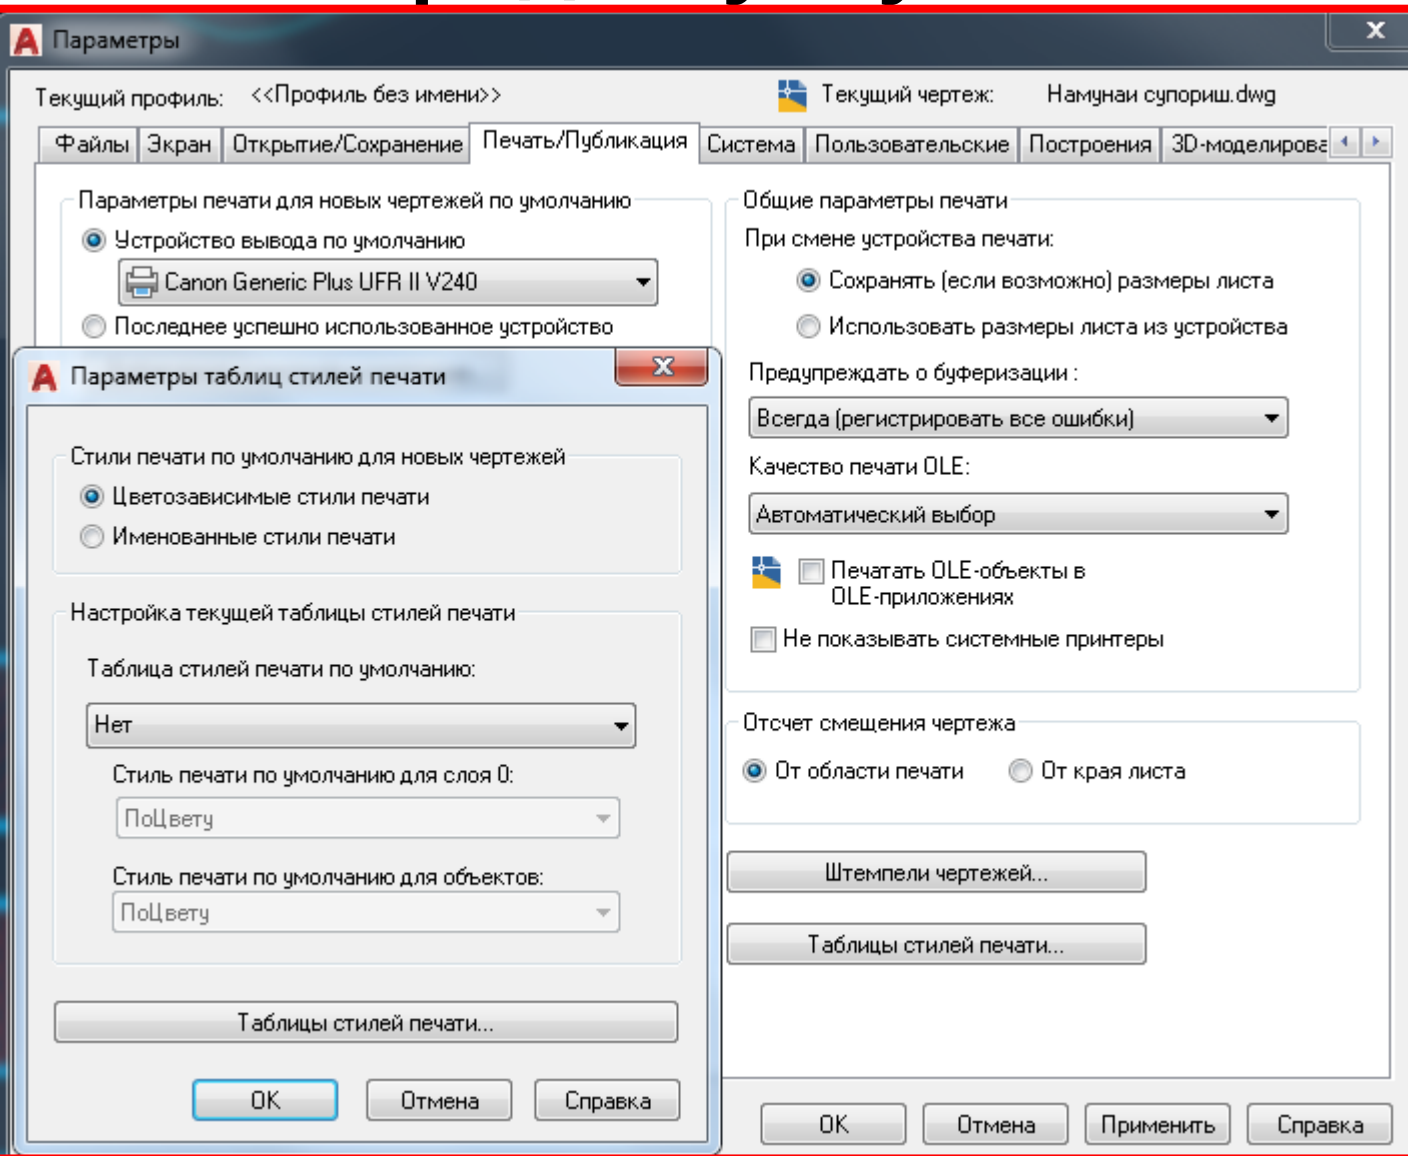 Параметры
Текущий профиль: <<Профиль без имени>> Текущий чертеж: Намунаи супориш.dwg
Файлы Экран Открытие/Сохранение Печать/Публикация Система Пользовательские Построения 3D-моделирова
Параметры печати для новых чертежей по умолчанию
Устройство вывода по умолчанию
Canon Generic Plus UFR II V240
Последнее успешно использованное устройство
Общие параметры печати
При смене устройства печати:
Сохранять (если возможно) размеры листа
Использовать размеры листа из устройства
Предупреждать о буферизации :
Всегда (регистрировать все ошибки)
Качество печати OLE:
Автоматический выбор
Печатать OLE-объекты в
OLE-приложениях
Не показывать системные принтеры
Отсчет смещения чертежа
От области печати От края листа
Штемпели чертежей...
Таблицы стилей печати...
OK Отмена Применить Справка
Параметры таблиц стилей печати
Стили печати по умолчанию для новых чертежей
Цветозависимые стили печати
Именованные стили печати
Настройка текущей таблицы стилей печати
Таблица стилей печати по умолчанию:
Нет
Стиль печати по умолчанию для слоя 0:
ПоЦвету
Стиль печати по умолчанию для объектов:
ПоЦвету
Таблицы стилей печати...
OK Отмена Справка